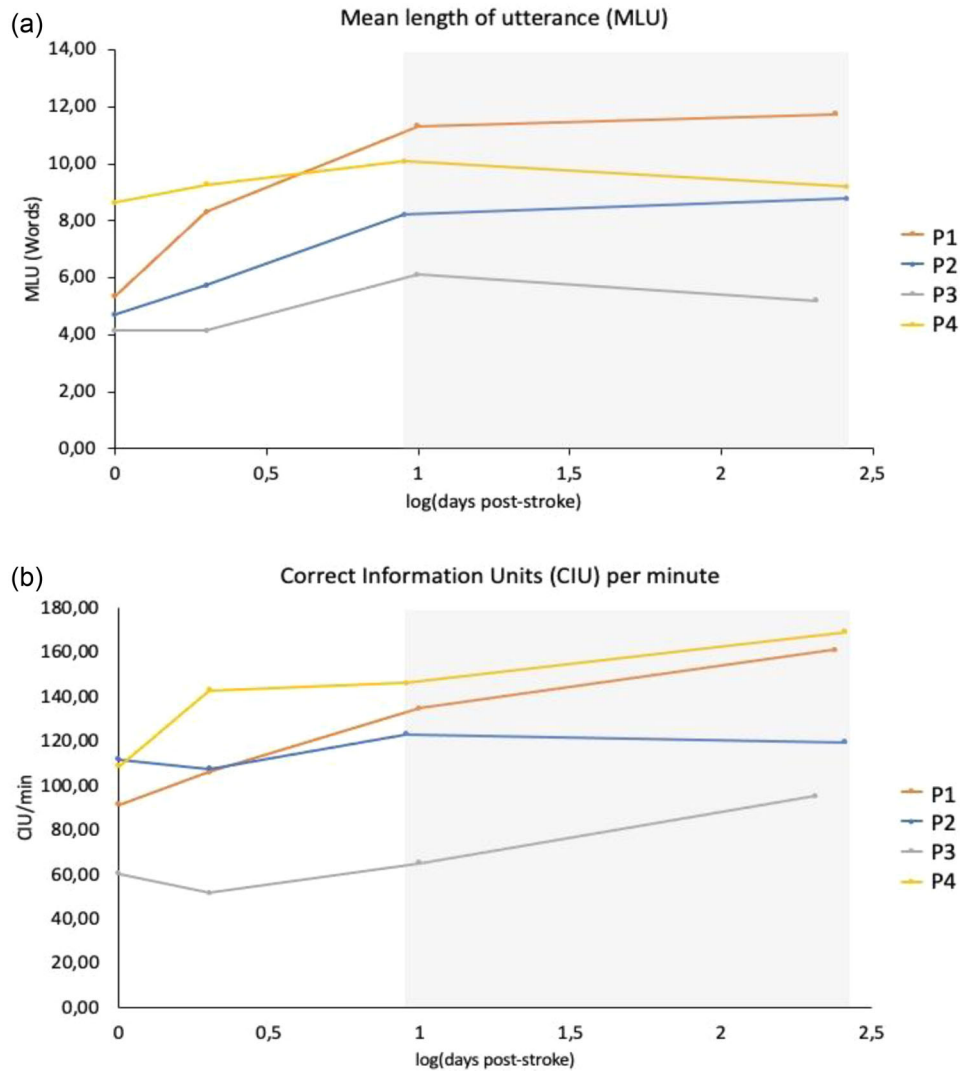 (a)
Mean length of utterance (MLU)
14,00
12,00
10,00
8,00
6,00
4,00
2,00
0,00
MLU (Words)
0 0,5 1 1,5 2 2,5
log(days post-stroke)
P1
P2
P3
P4
(b)
Correct Information Units (CIU) per minute
180,00
160,00
140,00
120,00
100,00
80,00
60,00
40,00
20,00
0,00
CIU/min
0 0,5 1 1,5 2 2,5
log(days post-stroke)
P1
P2
P3
P4